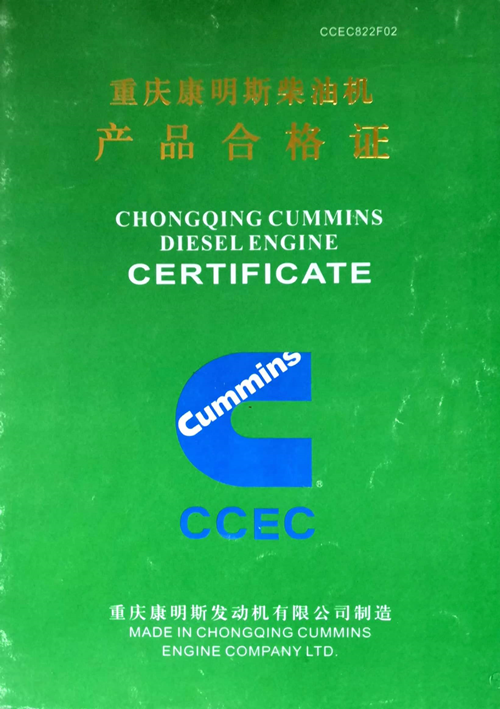 CCEC822F02
重庆康明斯柴油机
产品合格证
CHONGQING CUMMINS
DIESEL ENGINE
CERTIFICATE
Cummins
®
CCEC
重庆康明斯发动机有限公司制造
MADE IN CHONGQING CUMMINS
ENGINE COMPANY LTD.